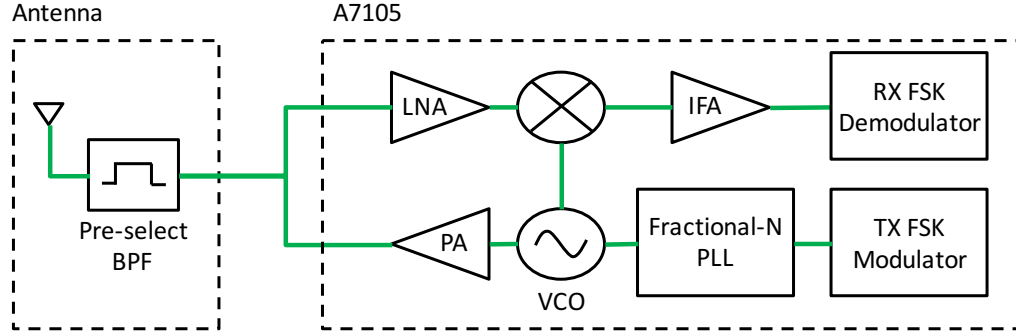 Antenna
A7105
LNA
IFA
RX FSK
Demodulator
Pre-select
BPF
PA
VCO
Fractional-N
PLL
TX FSK
Modulator